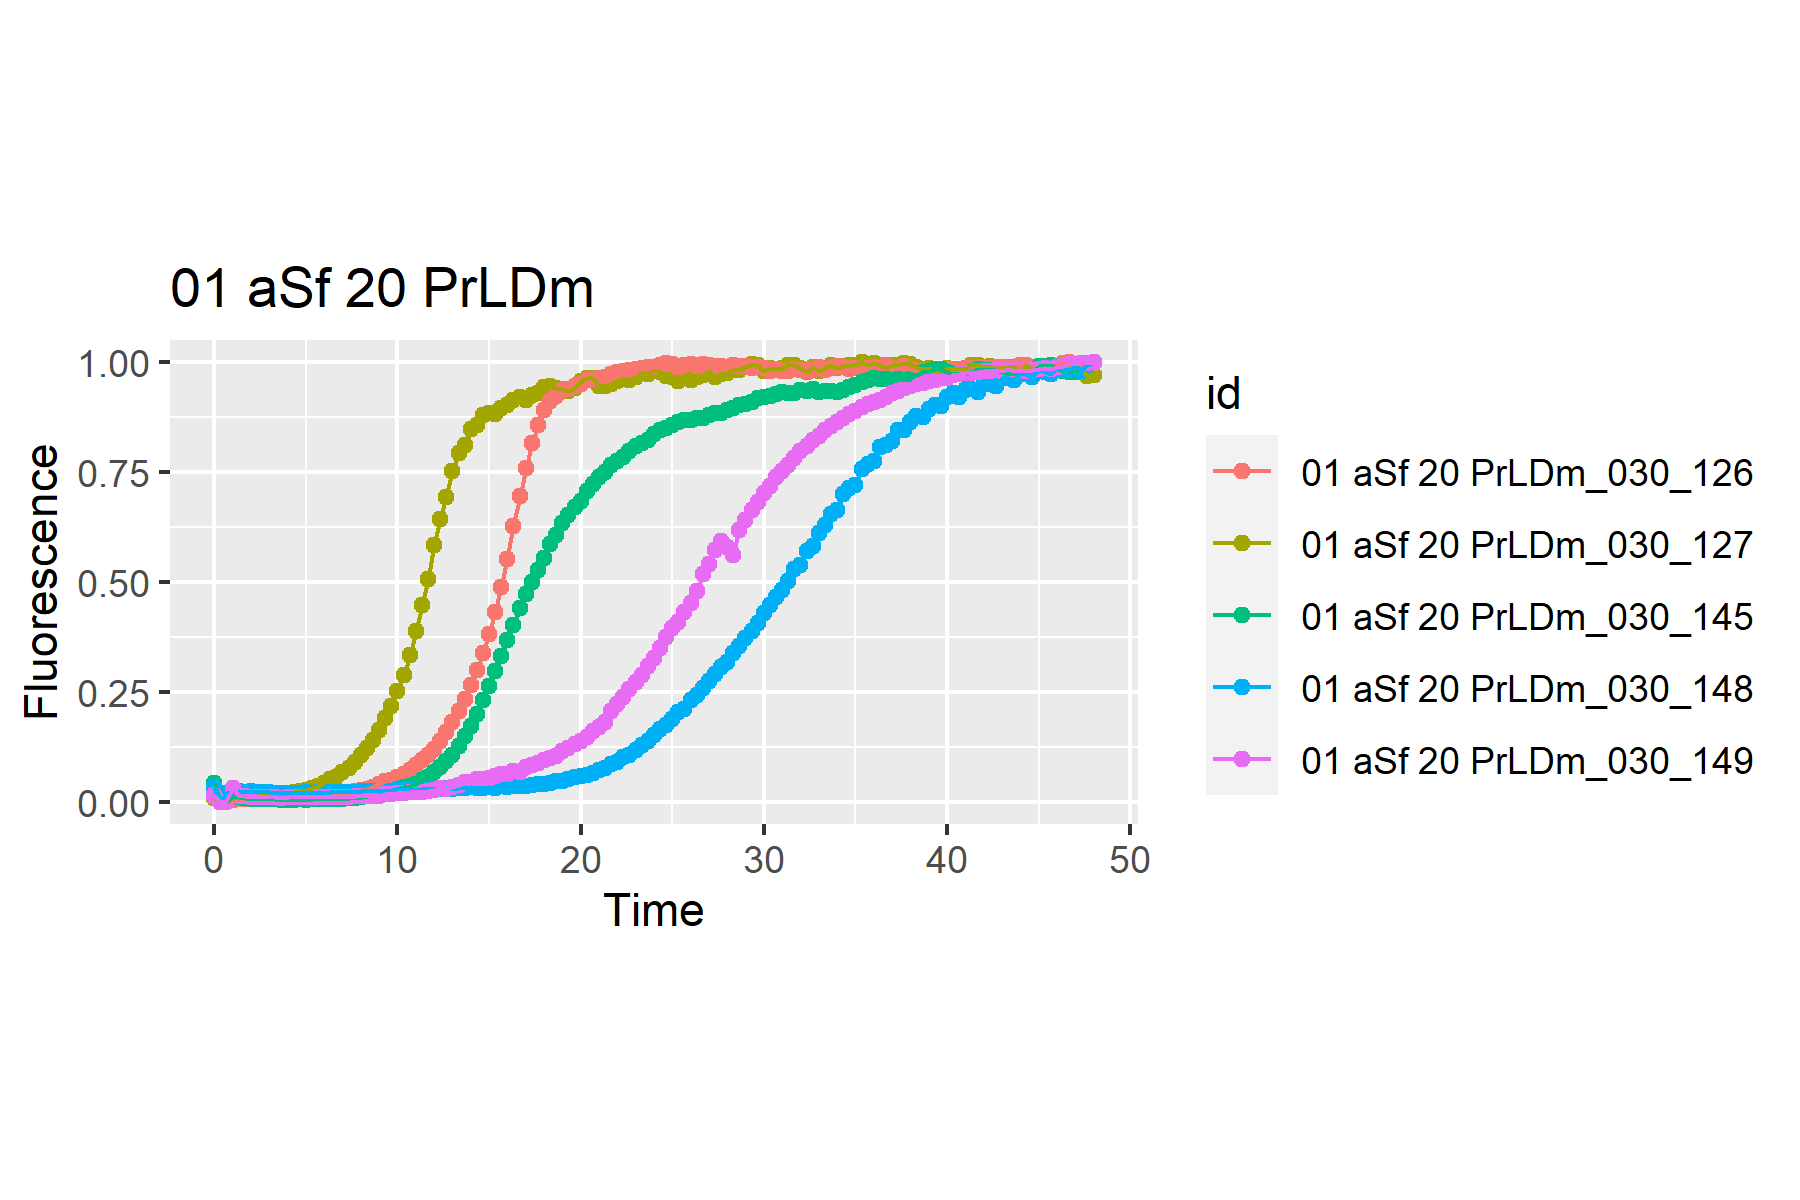 01 aSf 20 PrLDm
Fluorescence
1.00
0.75
0.50
0.25
0.00
0 10 20 30 40 50
Time
id
01 aSf 20 PrLDm_030_126
01 aSf 20 PrLDm_030_127
01 aSf 20 PrLDm_030_145
01 aSf 20 PrLDm_030_148
01 aSf 20 PrLDm_030_149